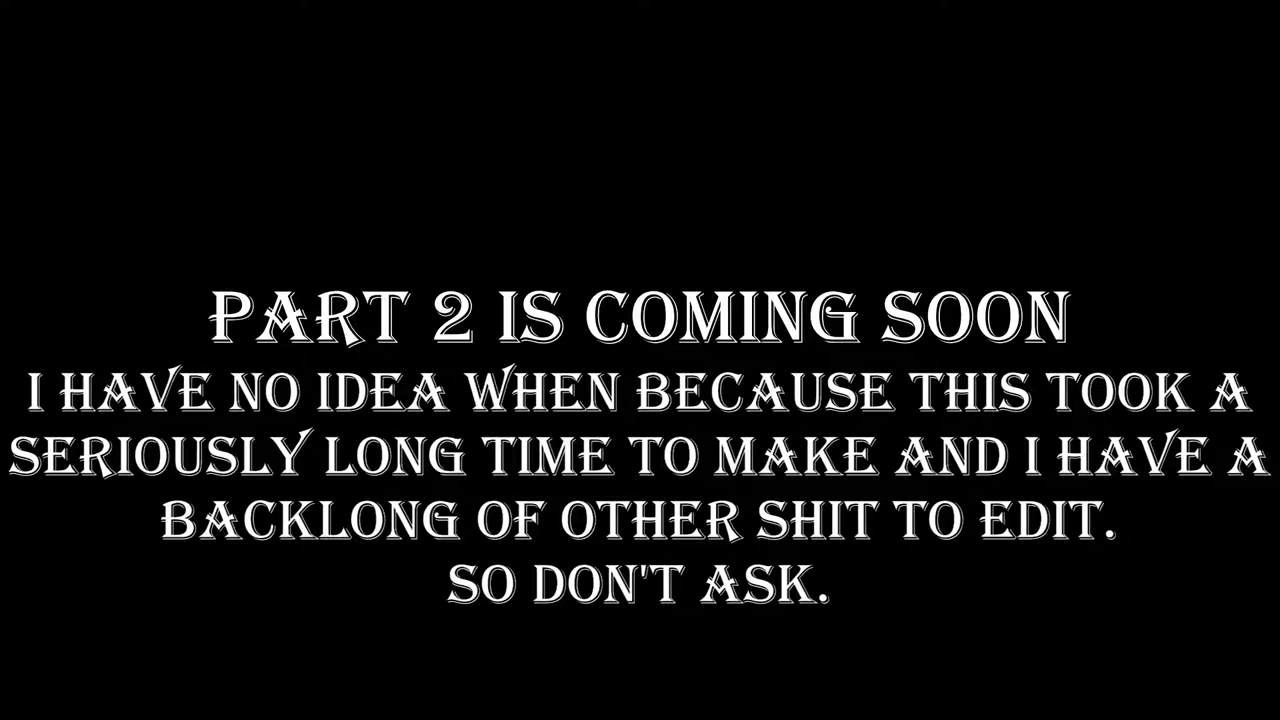 PART 2 IS COMING SOON
I HAVE NO IDEA WHEN BECAUSE THIS TOOK A
SERIOUSLY LONG TIME TO MAKE AND I HAVE A
BACKLONG OF OTHER SHIT TO EDIT.
SO DON'T ASK.